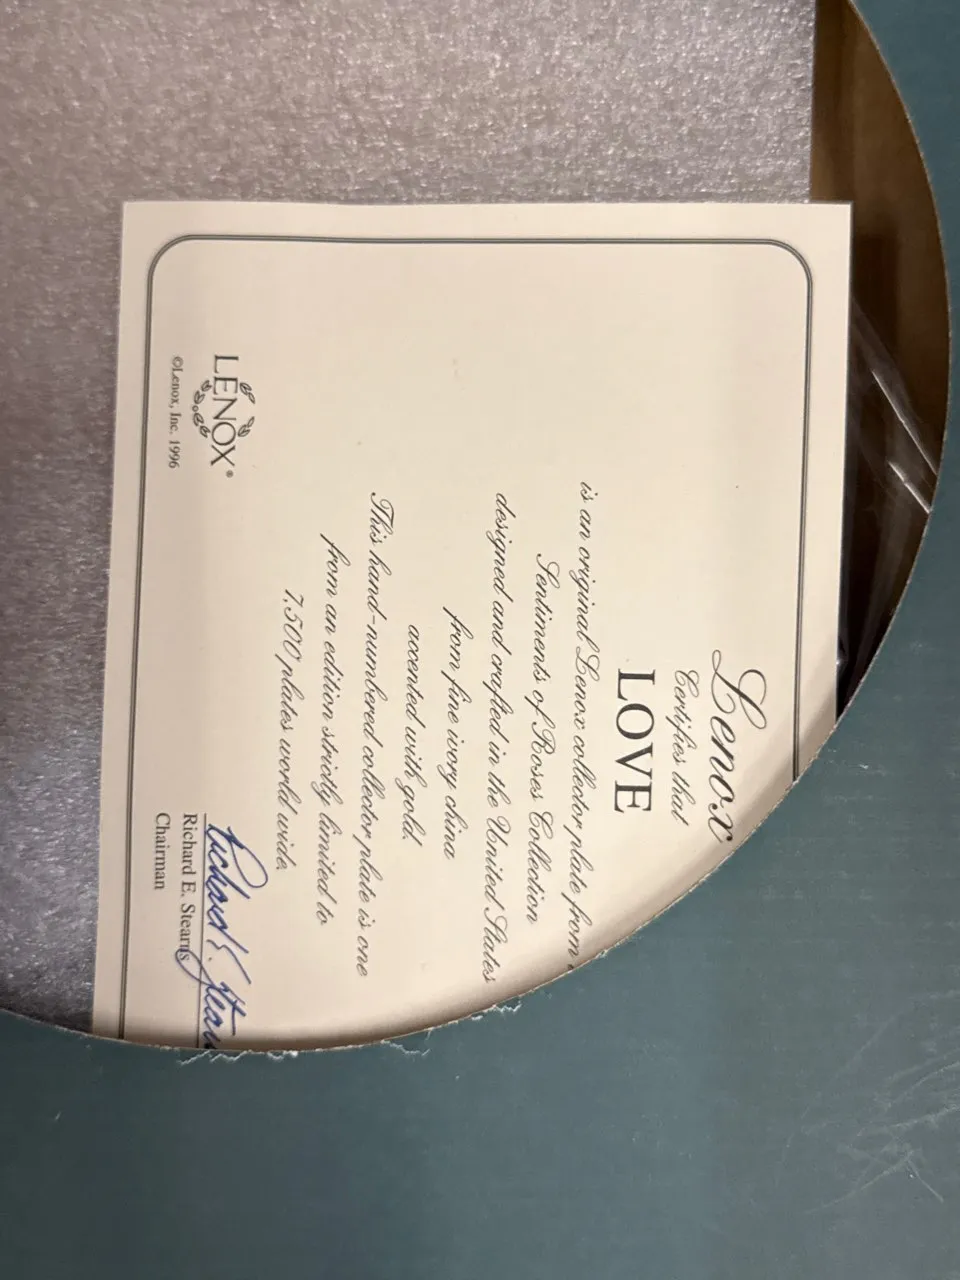 Lenox
Certifies that
LOVE
is an original Lenox collector plate from
Sentiments of Roses Collection
designed and crafted in the United States
from fine ivory china
accented with gold.
This hand-numbered collector plate is one
from an edition strictly limited to
7,500 plates world wide.
LENOX®
©Lenox, Inc. 1996
Richard E. Stearns
Richard E. Stearns
Chairman